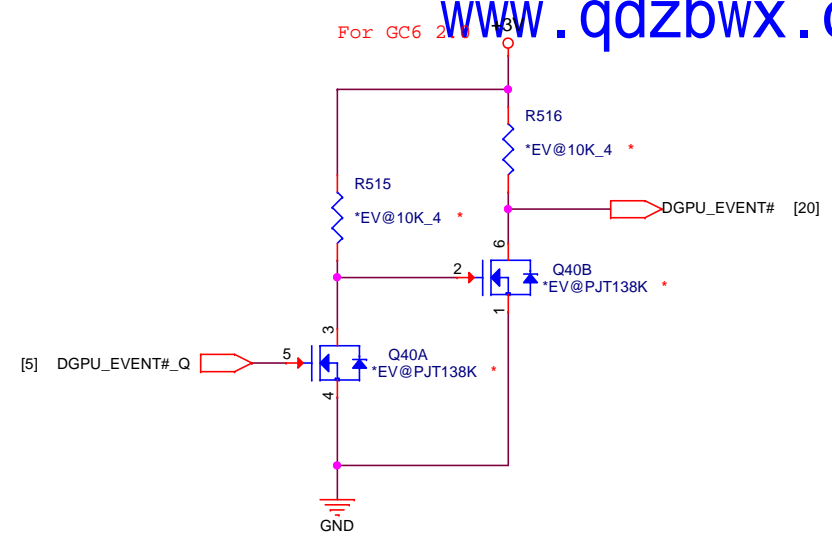 www.qdzbwx.c
For GC6 2.0
+3V
R516
*EV@10K_4 *
R515
*EV@10K_4 *
DGPU_EVENT# [20]
6
2
Q40B
*EV@PJT138K *
1
3
[5] DGPU_EVENT#_Q
5
Q40A
*EV@PJT138K *
4
GND